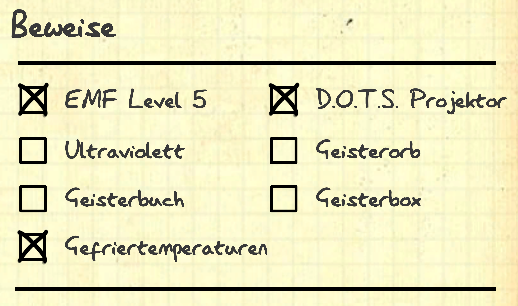 Beweise
EMF Level 5
D.O.T.S. Projektor
Ultraviolett
Geisterorb
Geisterbuch
Geisterbox
Gefriertemperaturen